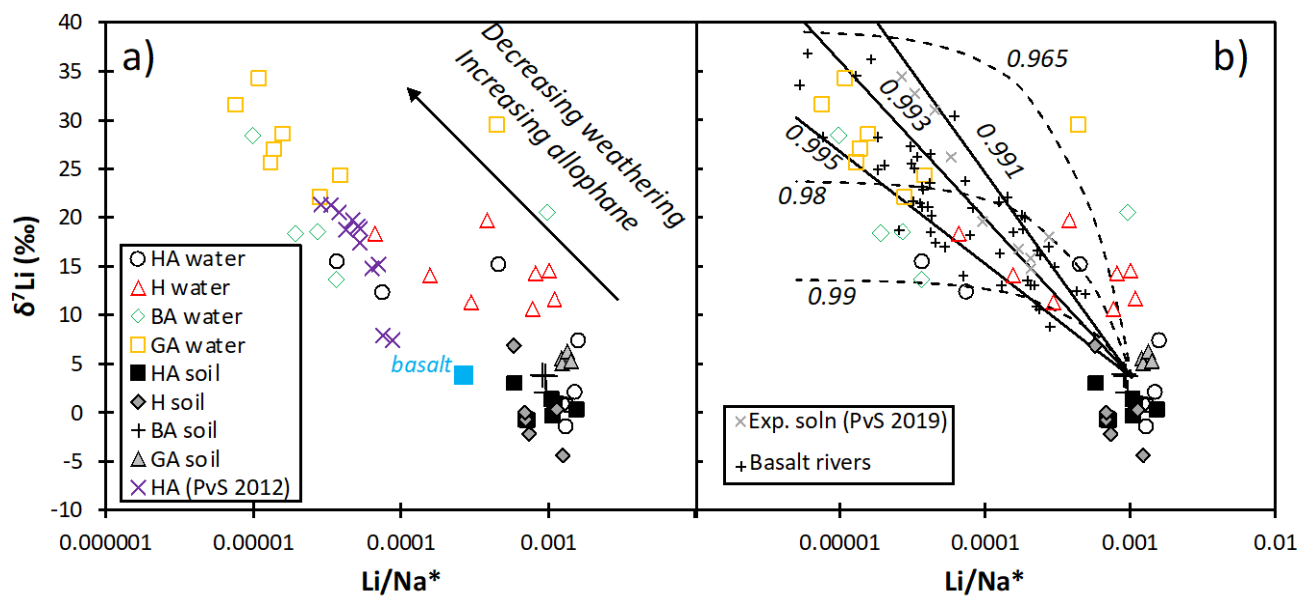 40
35
30
25
20
15
10
5
0
-5
-10
δ⁷Li (‰)
a)
Decreasing weathering
Increasing allophane
basalt
HA water
H water
BA water
GA water
HA soil
H soil
BA soil
GA soil
HA (PvS 2012)
0.000001
0.00001
0.0001
0.001
Li/Na*
b)
0.965
0.993
0.991
0.995
0.98
0.99
Exp. soln (PvS 2019)
Basalt rivers
0.00001
0.0001
0.001
0.01
Li/Na*